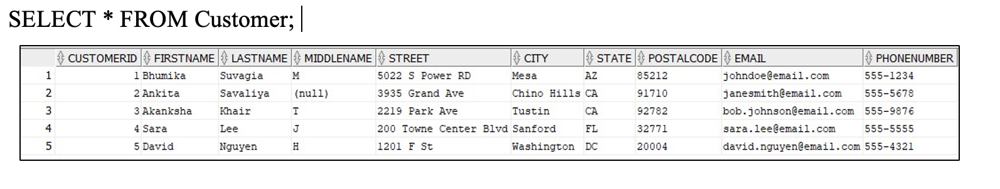 SELECT * FROM Customer;
CUSTOMERID FIRSTNAME LASTNAME MIDDLENAME STREET CITY STATE POSTALCODE EMAIL PHONENUMBER
1 1 Bhumika Suvagia M 5022 S Power RD Mesa AZ 85212 johndoe@email.com 555-1234
2 2 Ankita Savaliya (null) 3935 Grand Ave Chino Hills CA 91710 janesmith@email.com 555-5678
3 3 Akanksha Khair T 2219 Park Ave Tustin CA 92782 bob.johnson@email.com 555-9876
4 4 Sara Lee J 200 Towne Center Blvd Sanford FL 32771 sara.lee@email.com 555-5555
5 5 David Nguyen H 1201 F St Washington DC 20004 david.nguyen@email.com 555-4321